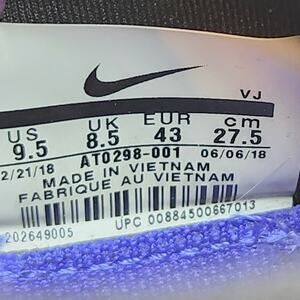 VJ
US UK EUR cm
9.5 8.5 43 27.5
2/21/18 AT0298-001 06/06/18
MADE IN VIETNAM
FABRIQUE AU VIETNAM
202649005 UPC 00884500667013